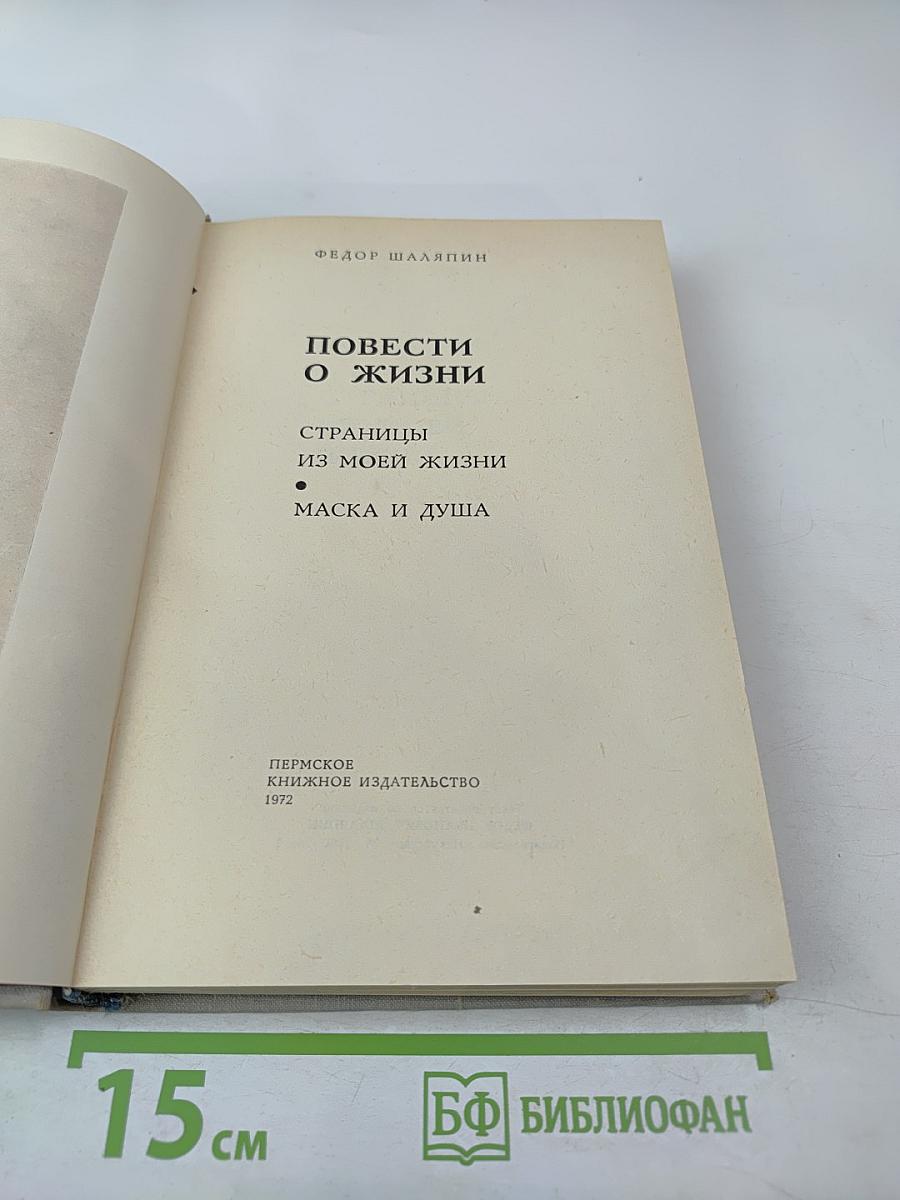 ФЕДОР ШАЛЯПИН
ПОВЕСТИ
О ЖИЗНИ
СТРАНИЦЫ
ИЗ МОЕЙ ЖИЗНИ
●
МАСКА И ДУША
ПЕРМСКОЕ
КНИЖНОЕ ИЗДАТЕЛЬСТВО
1972
15 см
БФ БИБЛИОФАН